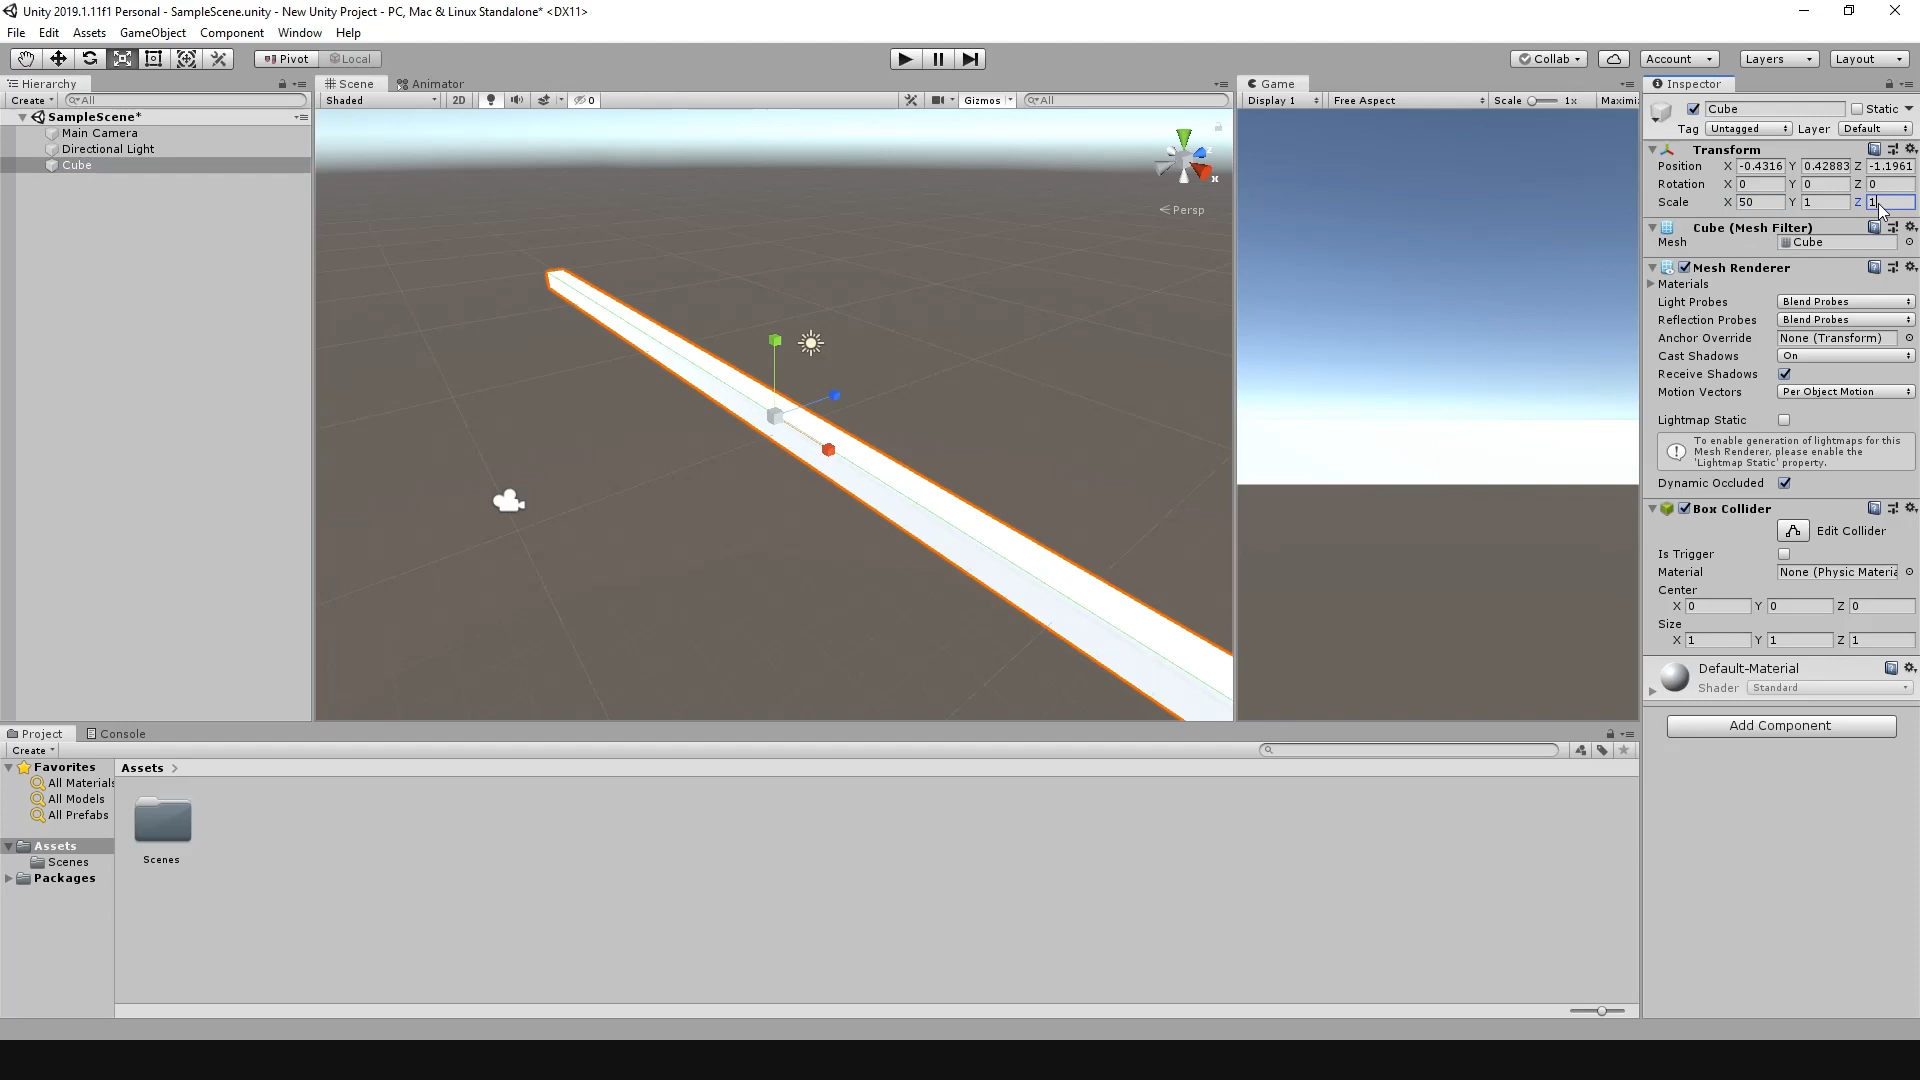 Unity 2019.1.11f1 Personal - SampleScene.unity - New Unity Project - PC, Mac & Linux Standalone* <DX11>
File Edit Assets GameObject Component Window Help
Pivot Local Collab Account Layers Layout
Hierarchy
Create All
SampleScene*
Main Camera
Directional Light
Cube
Scene Animator
Shaded 2D 0 Gizmos All
x
z
Persp
Game
Display 1 Free Aspect Scale 1x Maximi
Inspector
Cube Static
Tag Untagged Layer Default
Transform
Position X -0.4316 Y 0.42883 Z -1.1961
Rotation X 0 Y 0 Z 0
Scale X 50 Y 1 Z 1
Cube (Mesh Filter)
Mesh Cube
Mesh Renderer
Materials
Light Probes Blend Probes
Reflection Probes Blend Probes
Anchor Override None (Transform)
Cast Shadows On
Receive Shadows
Motion Vectors Per Object Motion
Lightmap Static
To enable generation of lightmaps for this
Mesh Renderer, please enable the
'Lightmap Static' property.
Dynamic Occluded
Box Collider
Edit Collider
Is Trigger
Material None (Physic Materia
Center
X 0 Y 0 Z 0
Size
X 1 Y 1 Z 1
Default-Material
Shader Standard
Add Component
Project Console
Create
Favorites
All Materials
All Models
All Prefabs
Assets
Scenes
Packages
Assets
Scenes